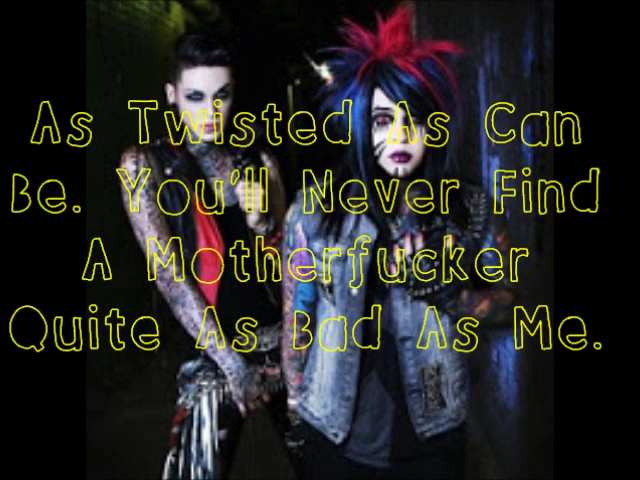 As Twisted As Can
Be. You'll Never Find
A Motherfucker
Quite As Bad As Me.